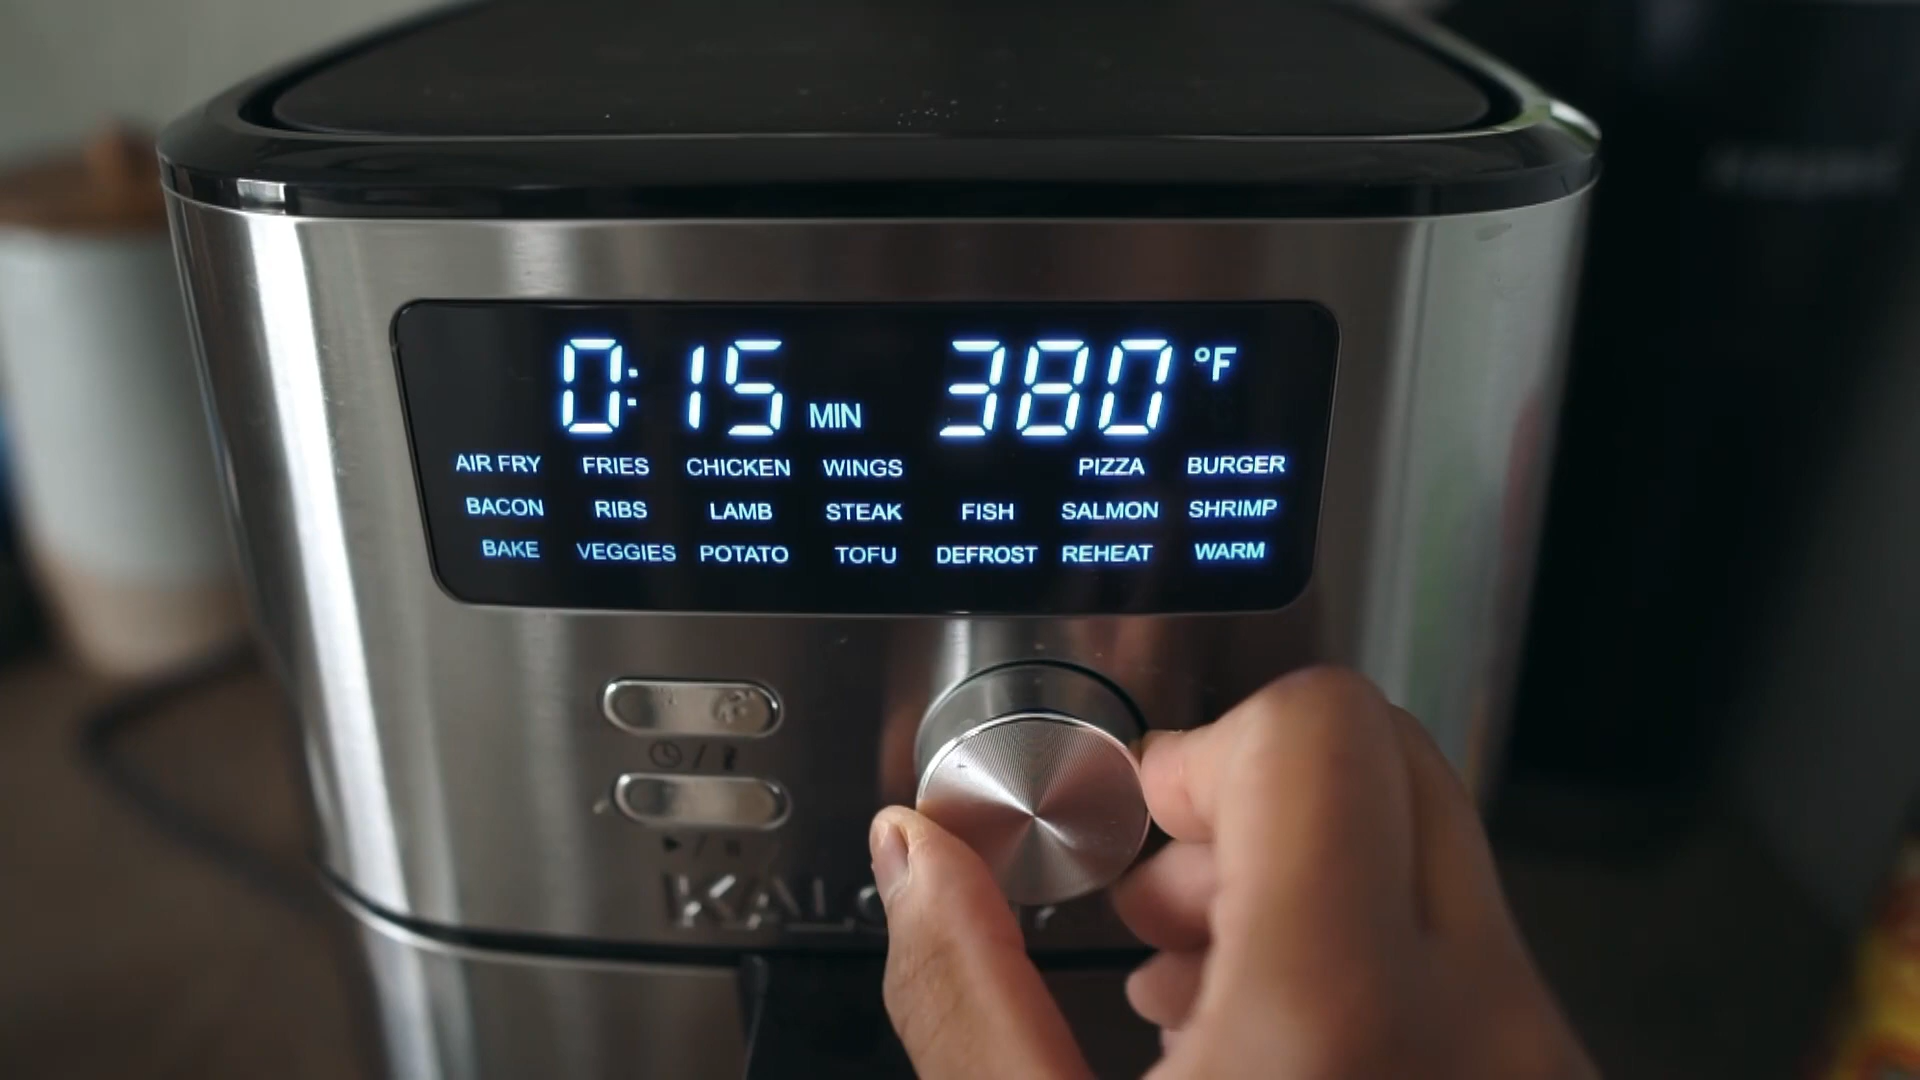 0:15 MIN 380 °F
AIR FRY FRIES CHICKEN WINGS PIZZA BURGER
BACON RIBS LAMB STEAK FISH SALMON SHRIMP
BAKE VEGGIES POTATO TOFU DEFROST REHEAT WARM
KALO